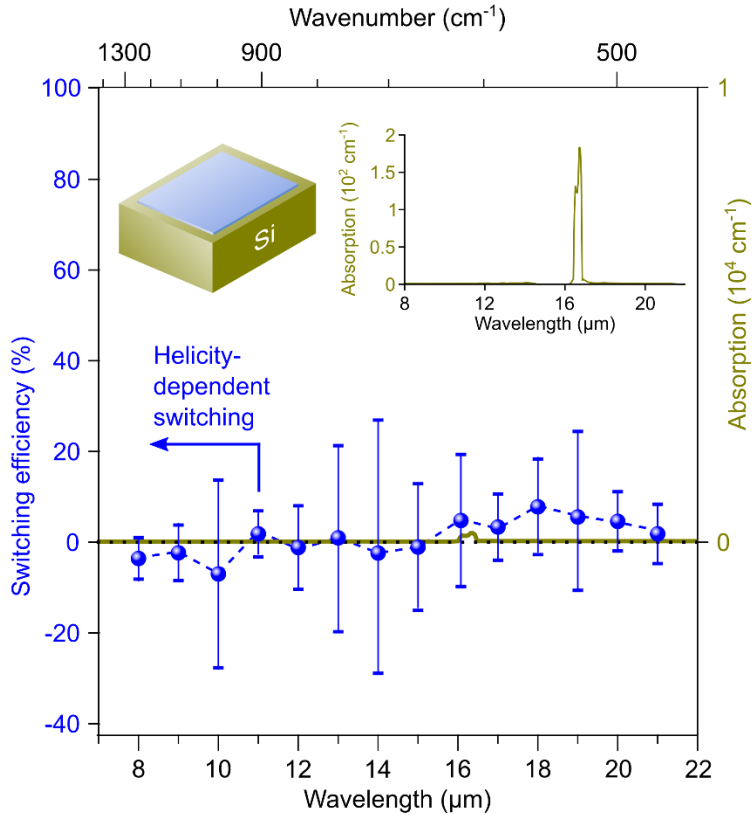 Wavenumber (cm⁻¹)
1300 900 500
100 1
80
60
40
20
0 0
-20
-40
Switching efficiency (%)
Absorption (10⁴ cm⁻¹)
Si
2
1.5
1
0.5
0
Absorption (10² cm⁻¹)
8 12 16 20
Wavelength (µm)
Helicity-
dependent
switching
8 10 12 14 16 18 20 22
Wavelength (µm)